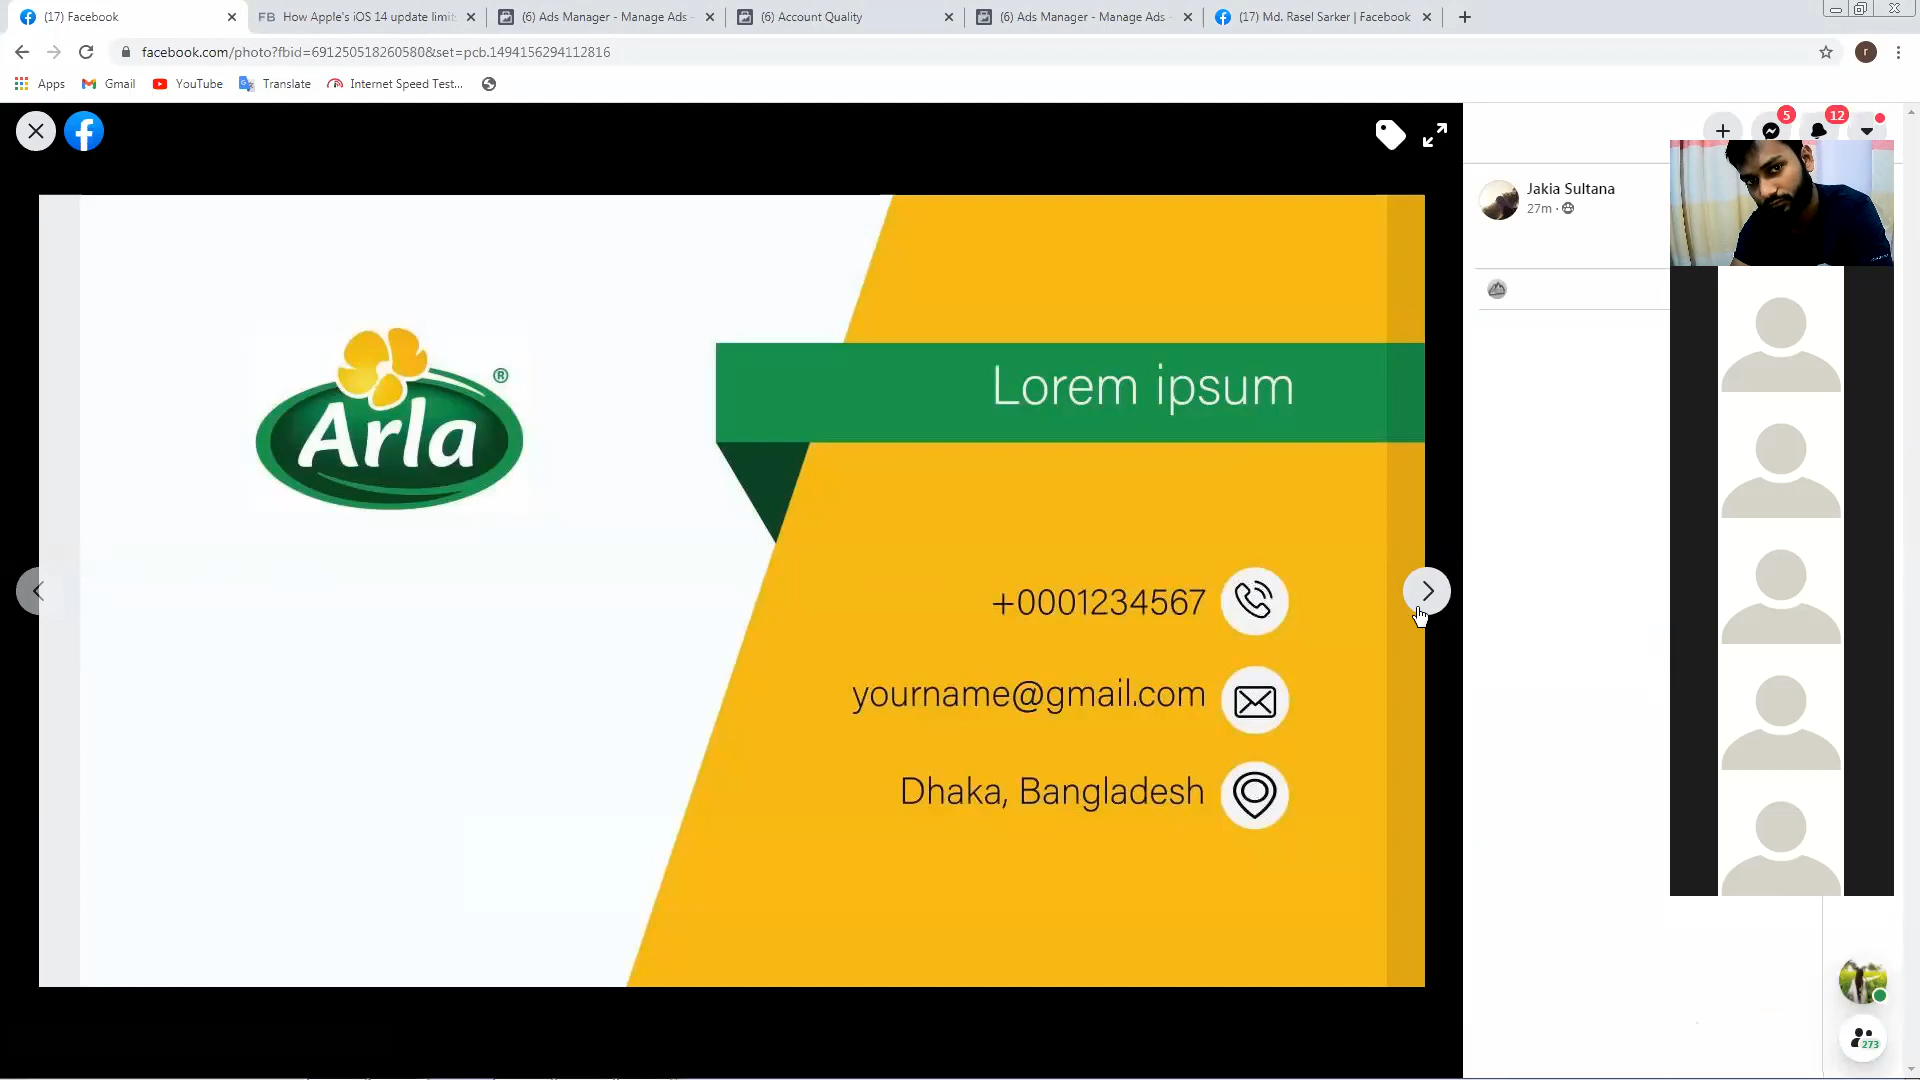 (17) Facebook
How Apple's iOS 14 update limit
(6) Ads Manager - Manage Ads -
(6) Account Quality
(6) Ads Manager - Manage Ads -
(17) Md. Rasel Sarker | Facebook
facebook.com/photo?fbid=691250518260580&set=pcb.1494156294112816
r
Apps
Gmail
YouTube
Translate
Internet Speed Test...
5
12
Jakia Sultana
27m ·
Arla ®
Lorem ipsum
+0001234567
yourname@gmail.com
Dhaka, Bangladesh
273